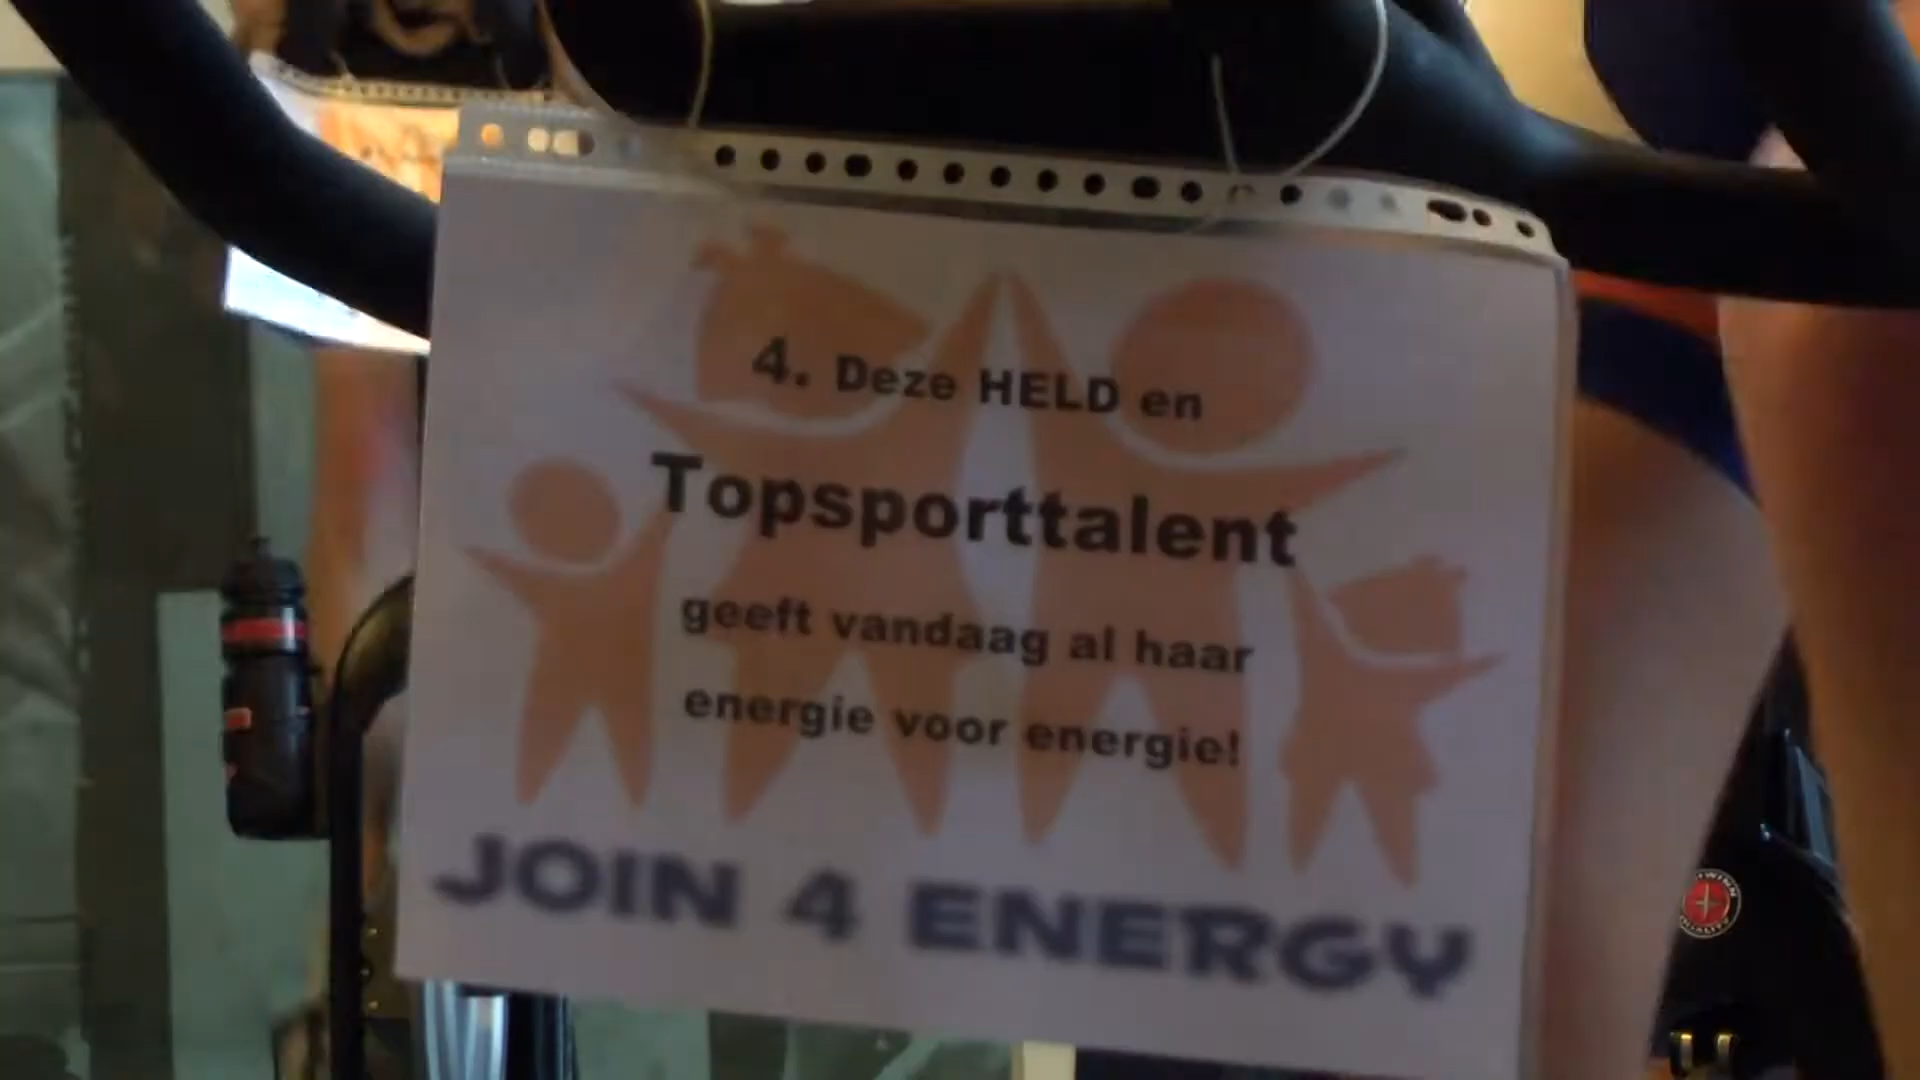 4. Deze HELD en
Topsporttalent
geeft vandaag al haar
energie voor energie!
JOIN 4 ENERGY